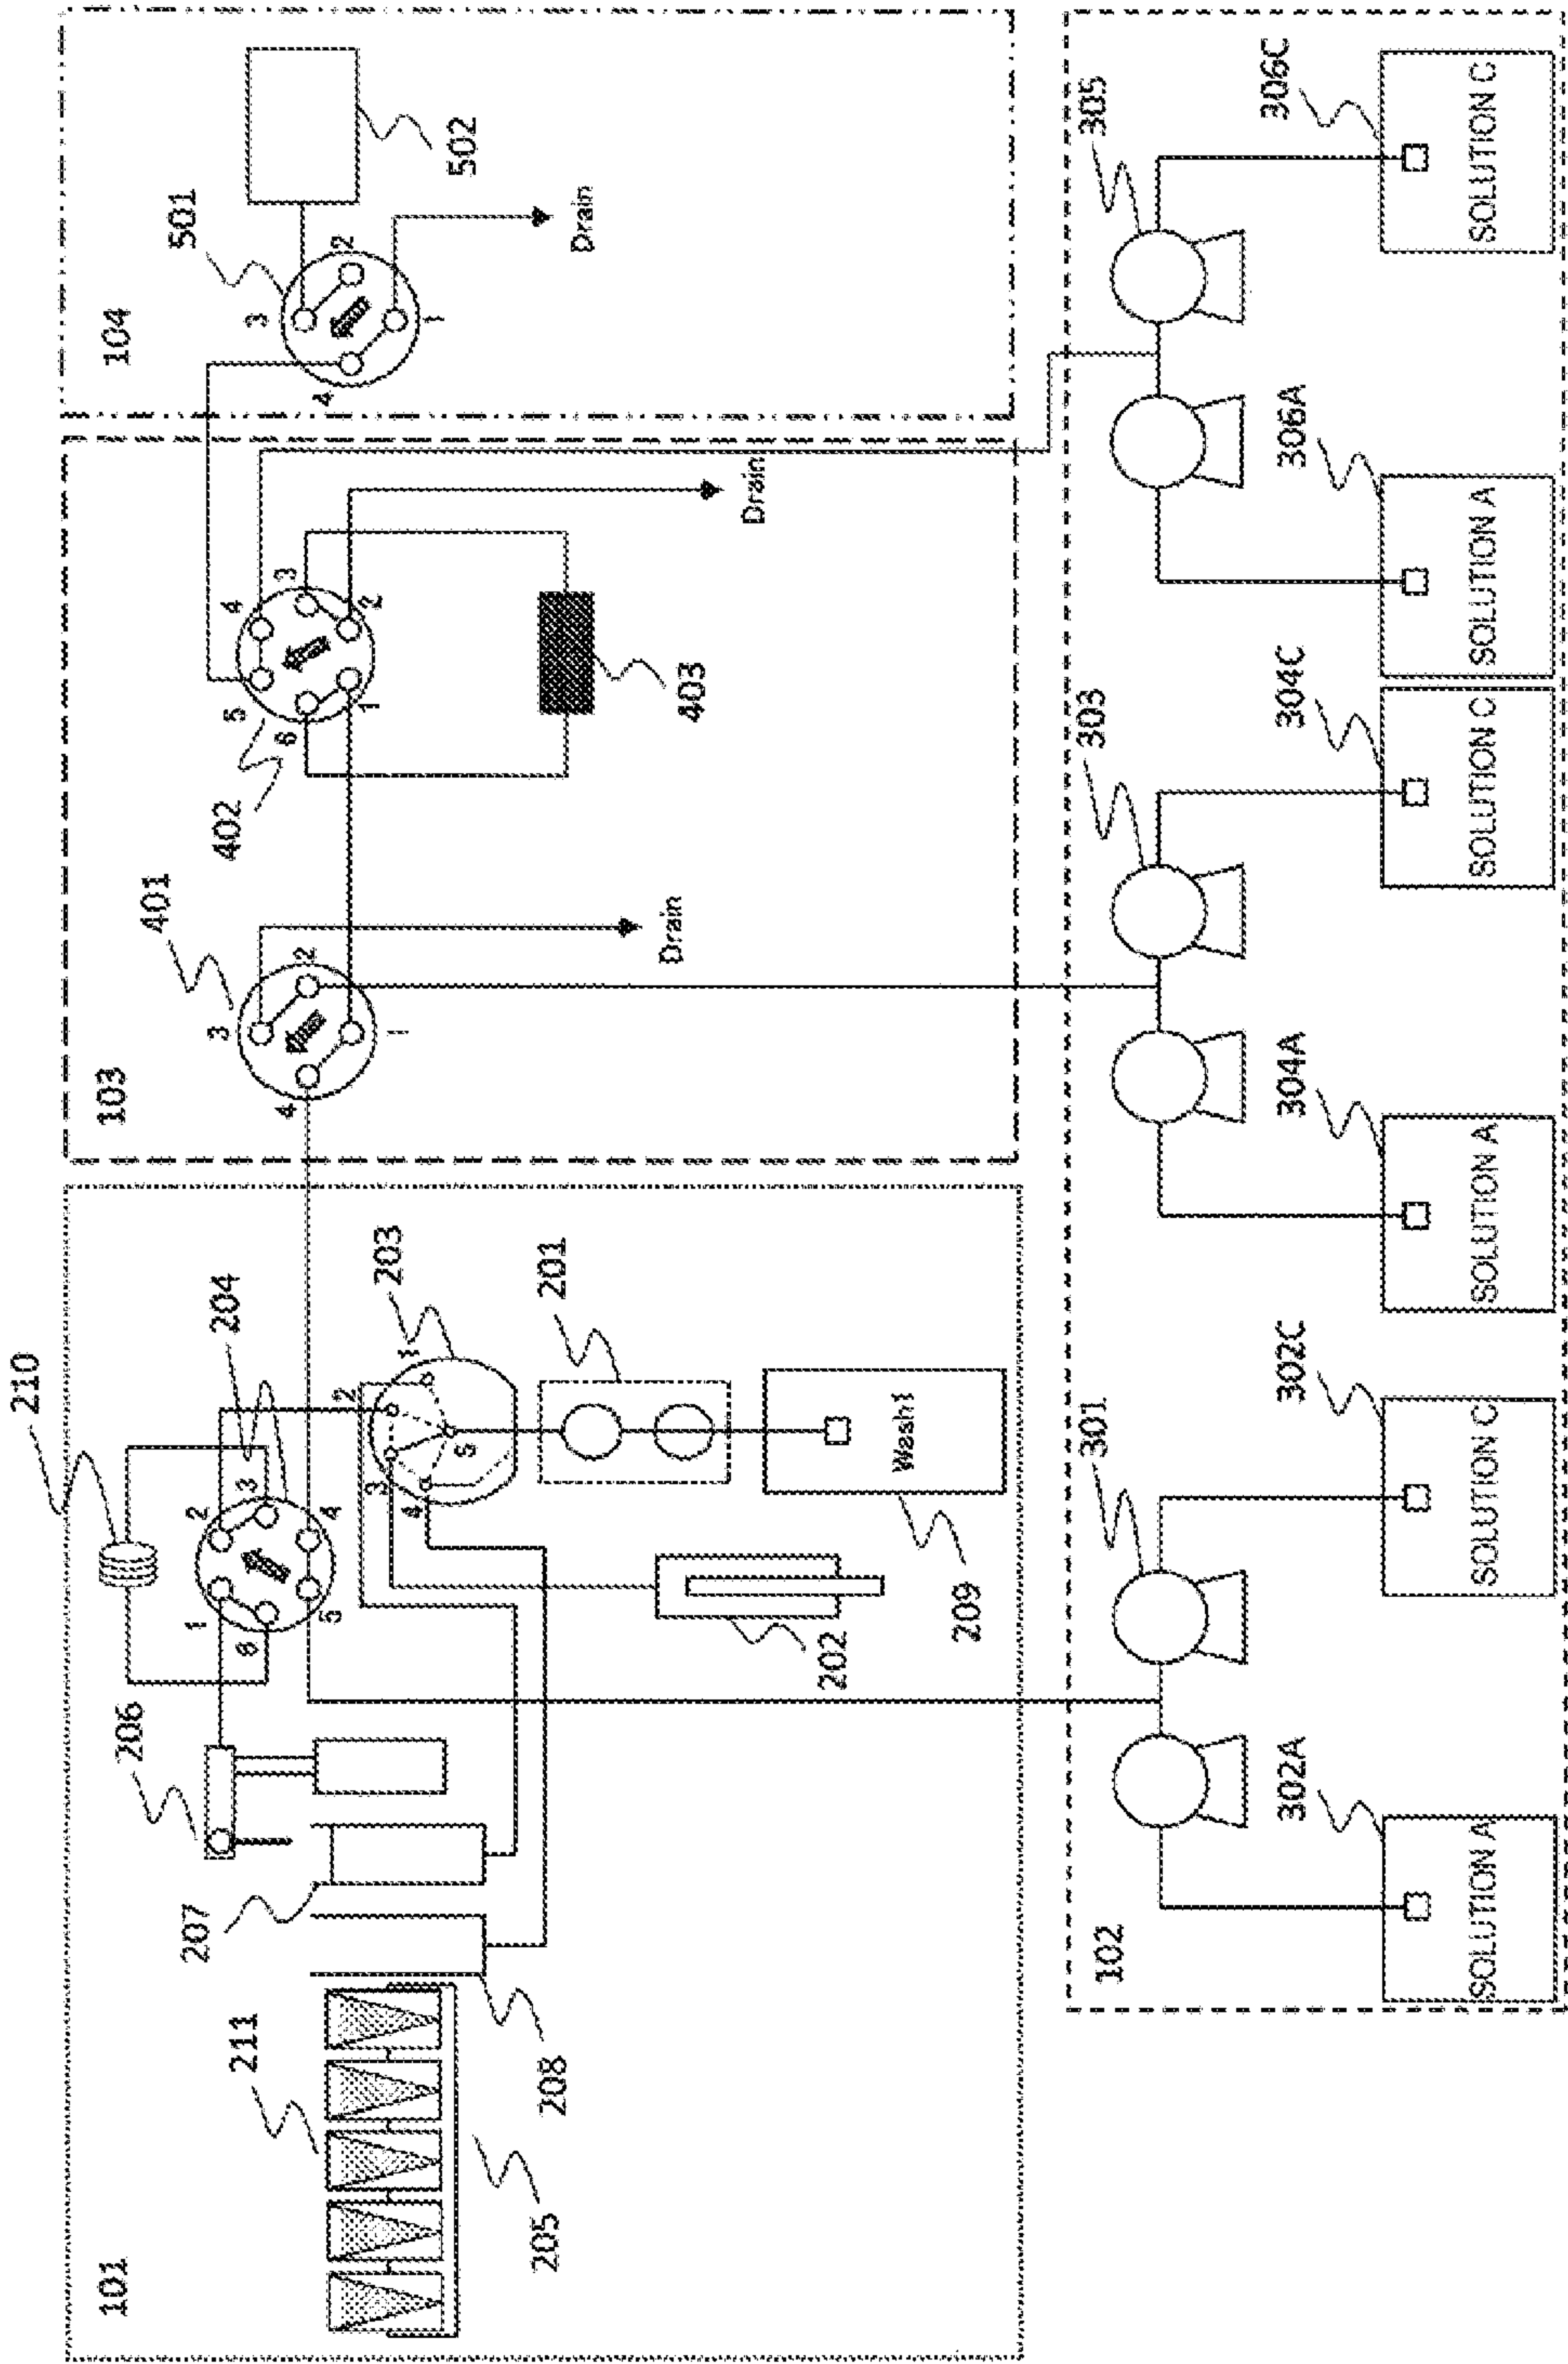 101
211
205
208
207
206
210
1
2
3
4
5
6
204
203
1
2
3
4
S
202
201
209
Wash1
103
401
1
2
3
4
Drain
402
1
2
3
4
5
6
403
Drain
104
501
1
2
3
4
502
Drain
102
302A
SOLUTION A
301
302C
SOLUTION C
304A
SOLUTION A
303
304C
SOLUTION C
306A
SOLUTION A
305
306C
SOLUTION C